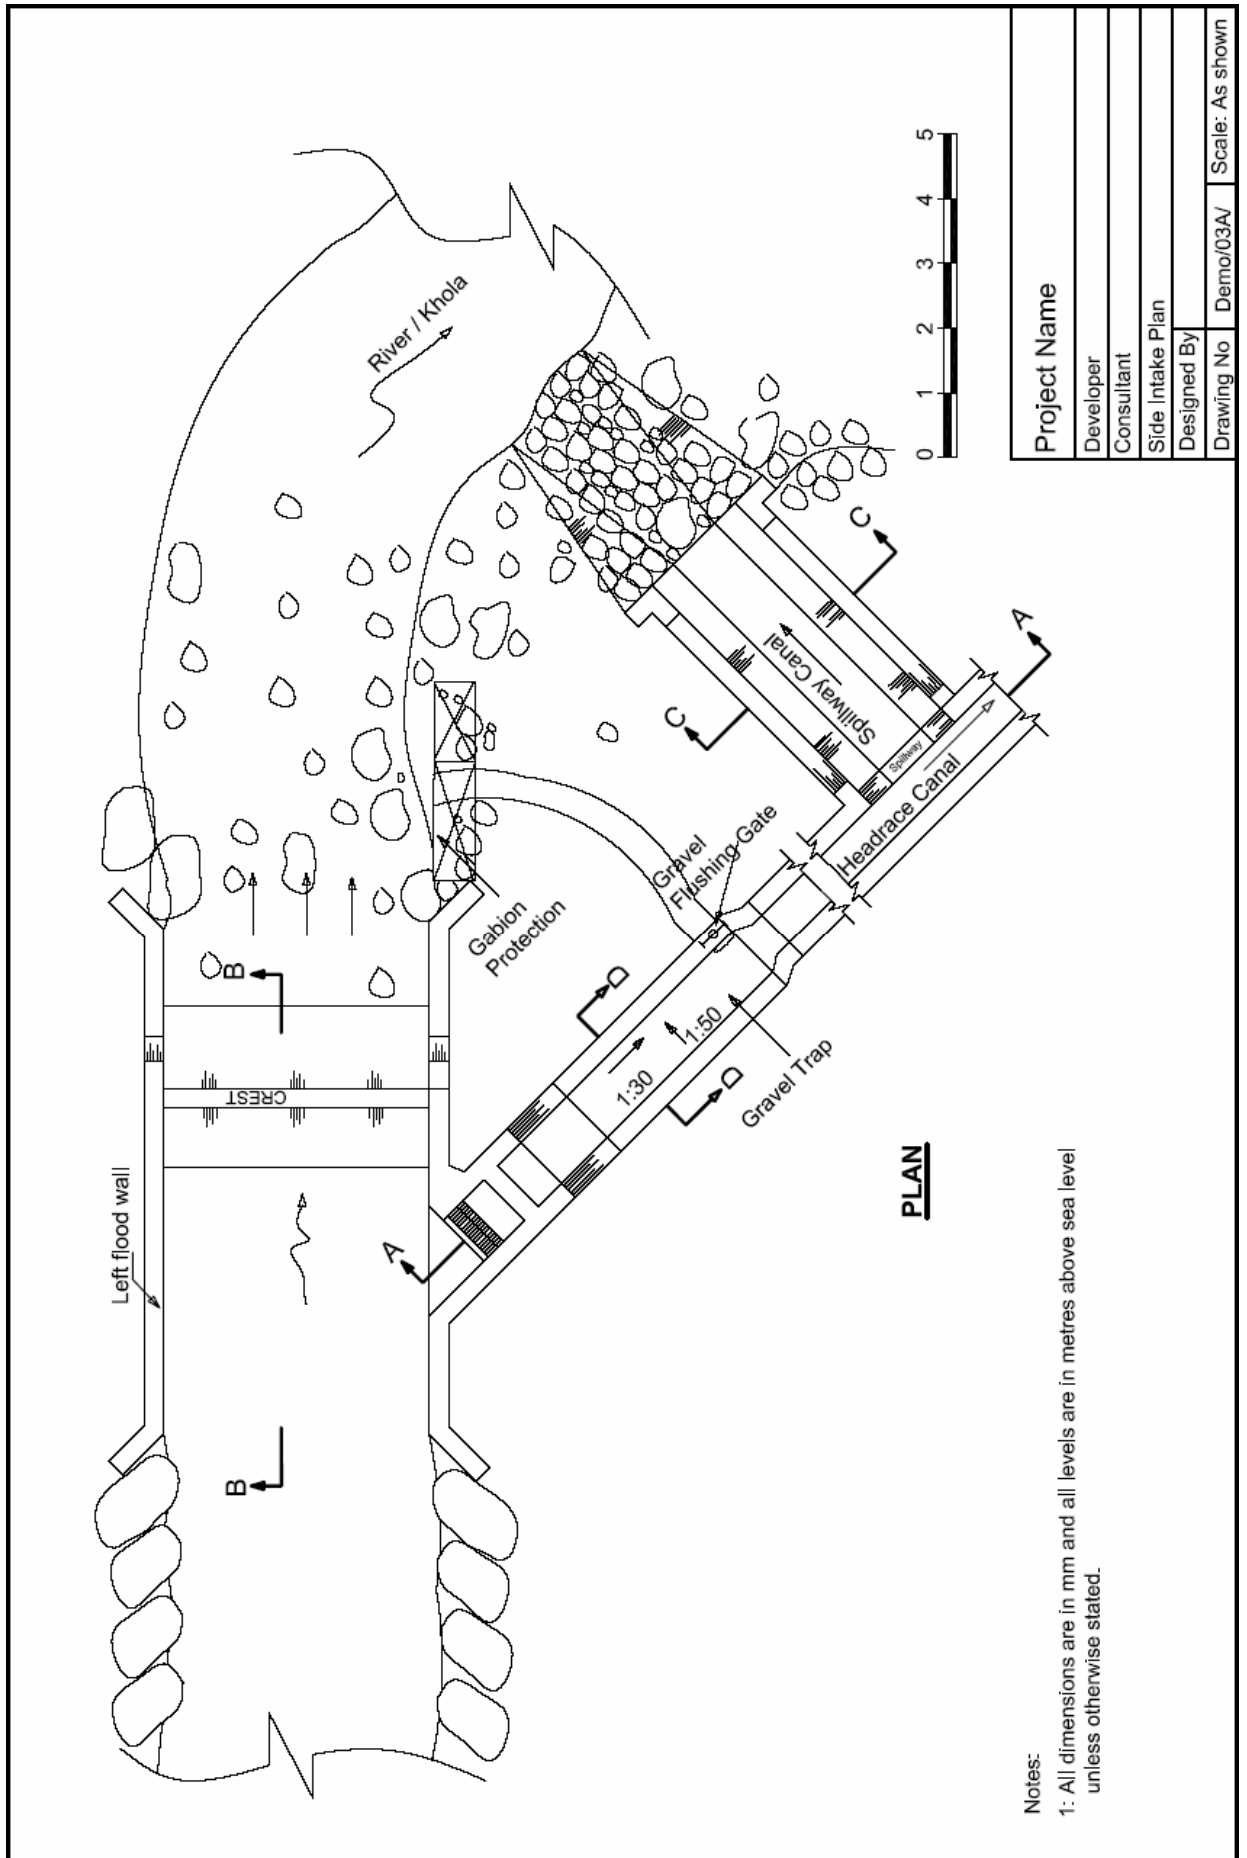 Left flood wall
B
B
CREST
River / Khola
Gabion
Protection
Gravel
Flushing Gate
A
A
D
D
1:30
1:50
Gravel Trap
C
C
Spillway Canal
Spillway
Headrace Canal
PLAN
0 1 2 3 4 5
Notes:
1: All dimensions are in mm and all levels are in metres above sea level
unless otherwise stated.
Project Name
Developer
Consultant
Side Intake Plan
Designed By
Drawing No Demo/03A/ Scale: As shown